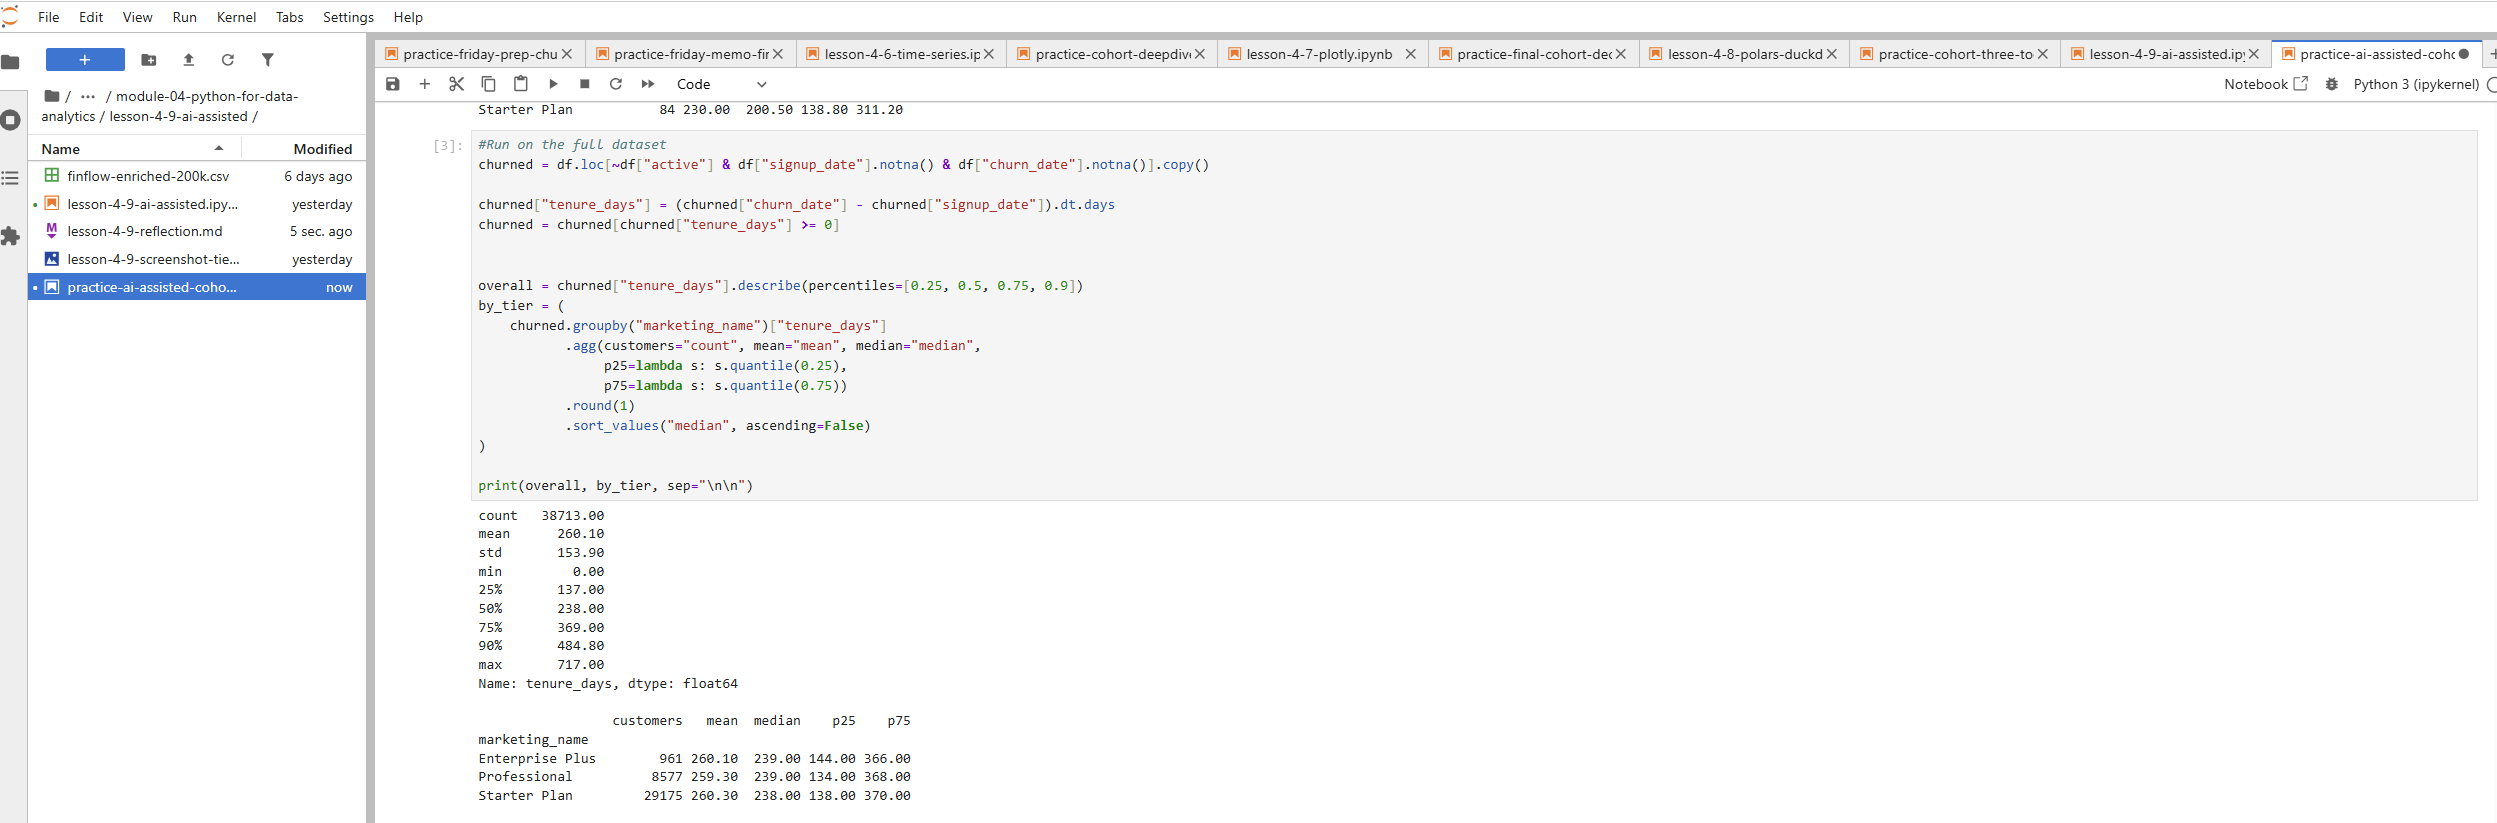 File Edit View Run Kernel Tabs Settings Help
practice-friday-prep-chu practice-friday-memo-fir lesson-4-6-time-series.ip practice-cohort-deepdive lesson-4-7-plotly.ipynb practice-final-cohort-dec lesson-4-8-polars-duckd practice-cohort-three-to lesson-4-9-ai-assisted.ipy practice-ai-assisted-coho
Code Notebook Python 3 (ipykernel)
/ ··· / module-04-python-for-data-
analytics / lesson-4-9-ai-assisted /
Name Modified
finflow-enriched-200k.csv 6 days ago
lesson-4-9-ai-assisted.ipy... yesterday
lesson-4-9-reflection.md 5 sec. ago
lesson-4-9-screenshot-tie... yesterday
practice-ai-assisted-coho... now
Starter Plan 84 230.00 200.50 138.80 311.20
[3]: #Run on the full dataset
churned = df.loc[~df["active"] & df["signup_date"].notna() & df["churn_date"].notna()].copy()
churned["tenure_days"] = (churned["churn_date"] - churned["signup_date"]).dt.days
churned = churned[churned["tenure_days"] >= 0]
overall = churned["tenure_days"].describe(percentiles=[0.25, 0.5, 0.75, 0.9])
by_tier = (
churned.groupby("marketing_name")["tenure_days"]
.agg(customers="count", mean="mean", median="median",
p25=lambda s: s.quantile(0.25),
p75=lambda s: s.quantile(0.75))
.round(1)
.sort_values("median", ascending=False)
)
print(overall, by_tier, sep="\n\n")
count 38713.00
mean 260.10
std 153.90
min 0.00
25% 137.00
50% 238.00
75% 369.00
90% 484.80
max 717.00
Name: tenure_days, dtype: float64
customers mean median p25 p75
marketing_name
Enterprise Plus 961 260.10 239.00 144.00 366.00
Professional 8577 259.30 239.00 134.00 368.00
Starter Plan 29175 260.30 238.00 138.00 370.00